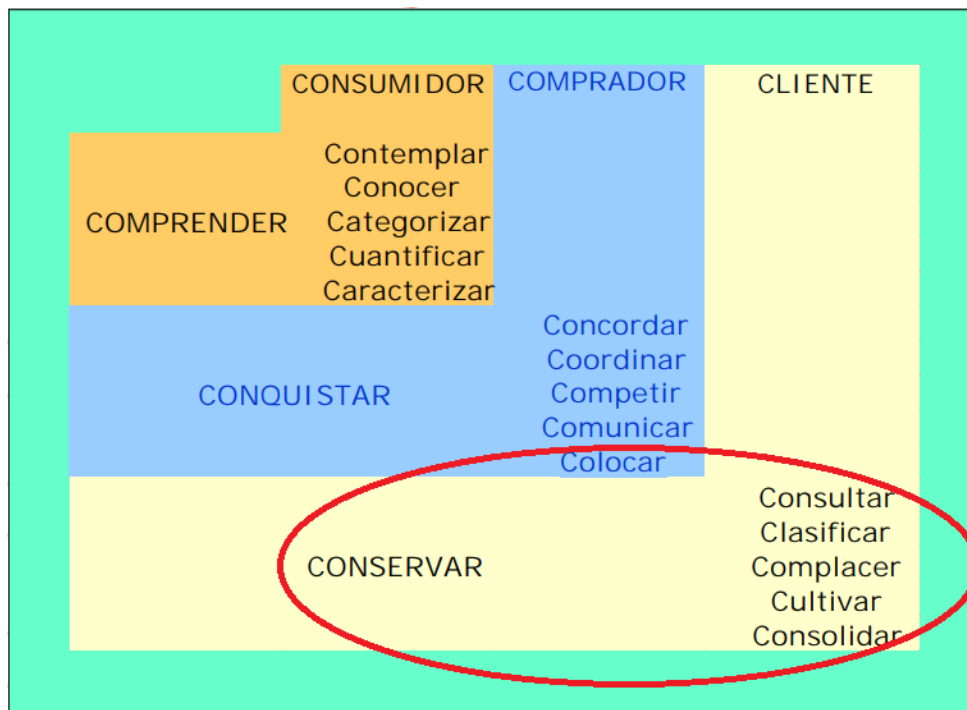 CONSUMIDOR COMPRADOR CLIENTE
Contemplar
Conocer
COMPRENDER Categorizar
Cuantificar
Caracterizar
Concordar
Coordinar
CONQUISTAR Competir
Comunicar
Colocar
Consultar
Clasificar
CONSERVAR Complacer
Cultivar
Consolidar